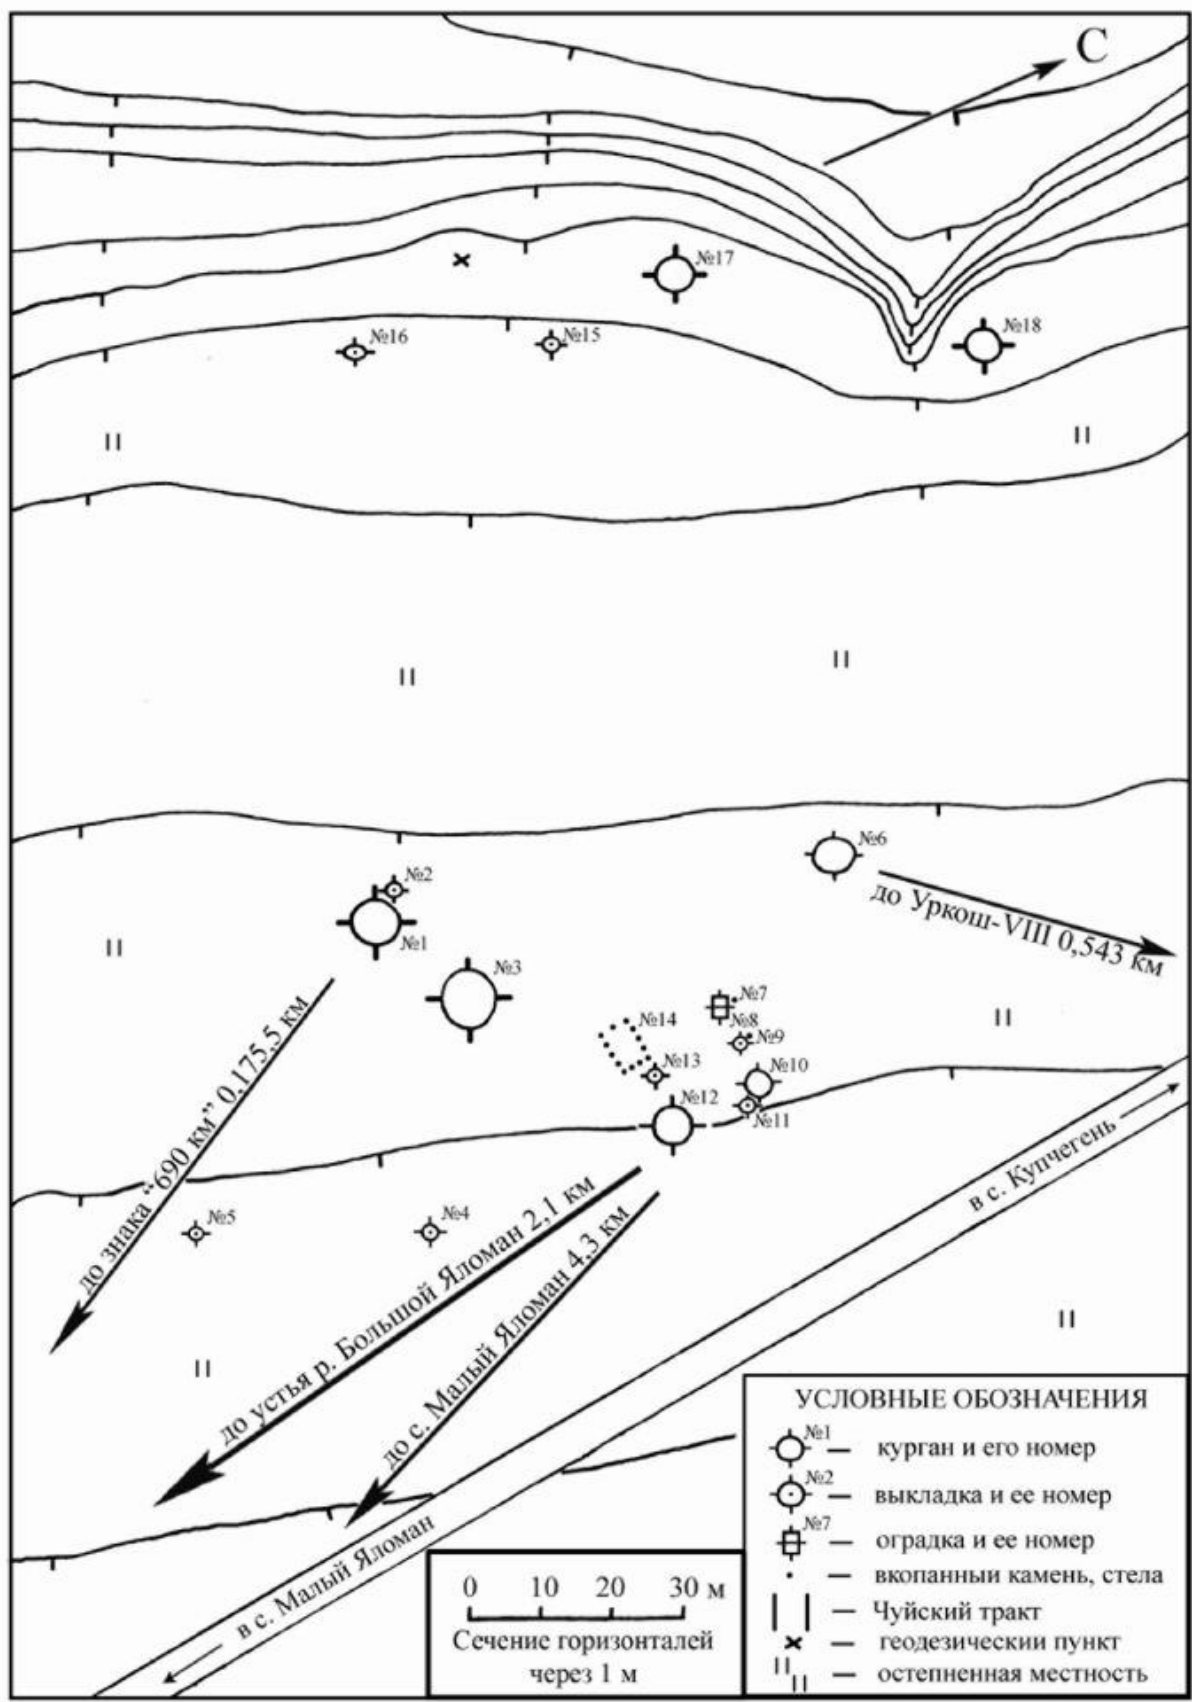 С
№17
№18
№16
№15
№6
№2
до Уркош-VIII 0,543 км
№1
№3
№7
№14
№8
№9
до знака “690 км” 0,175,5 км
№13
№10
№12
№11
в с. Купчегень
№5
№4
до устья р. Большой Яломан 2,1 км
до с. Малый Яломан 4,3 км
в с. Малый Яломан
УСЛОВНЫЕ ОБОЗНАЧЕНИЯ
№1 — курган и его номер
№2 — выкладка и ее номер
№7 — оградка и ее номер
— вкопанный камень, стела
— Чуйский тракт
— геодезический пункт
— остепненная местность
0 10 20 30 м
Сечение горизонталей
через 1 м